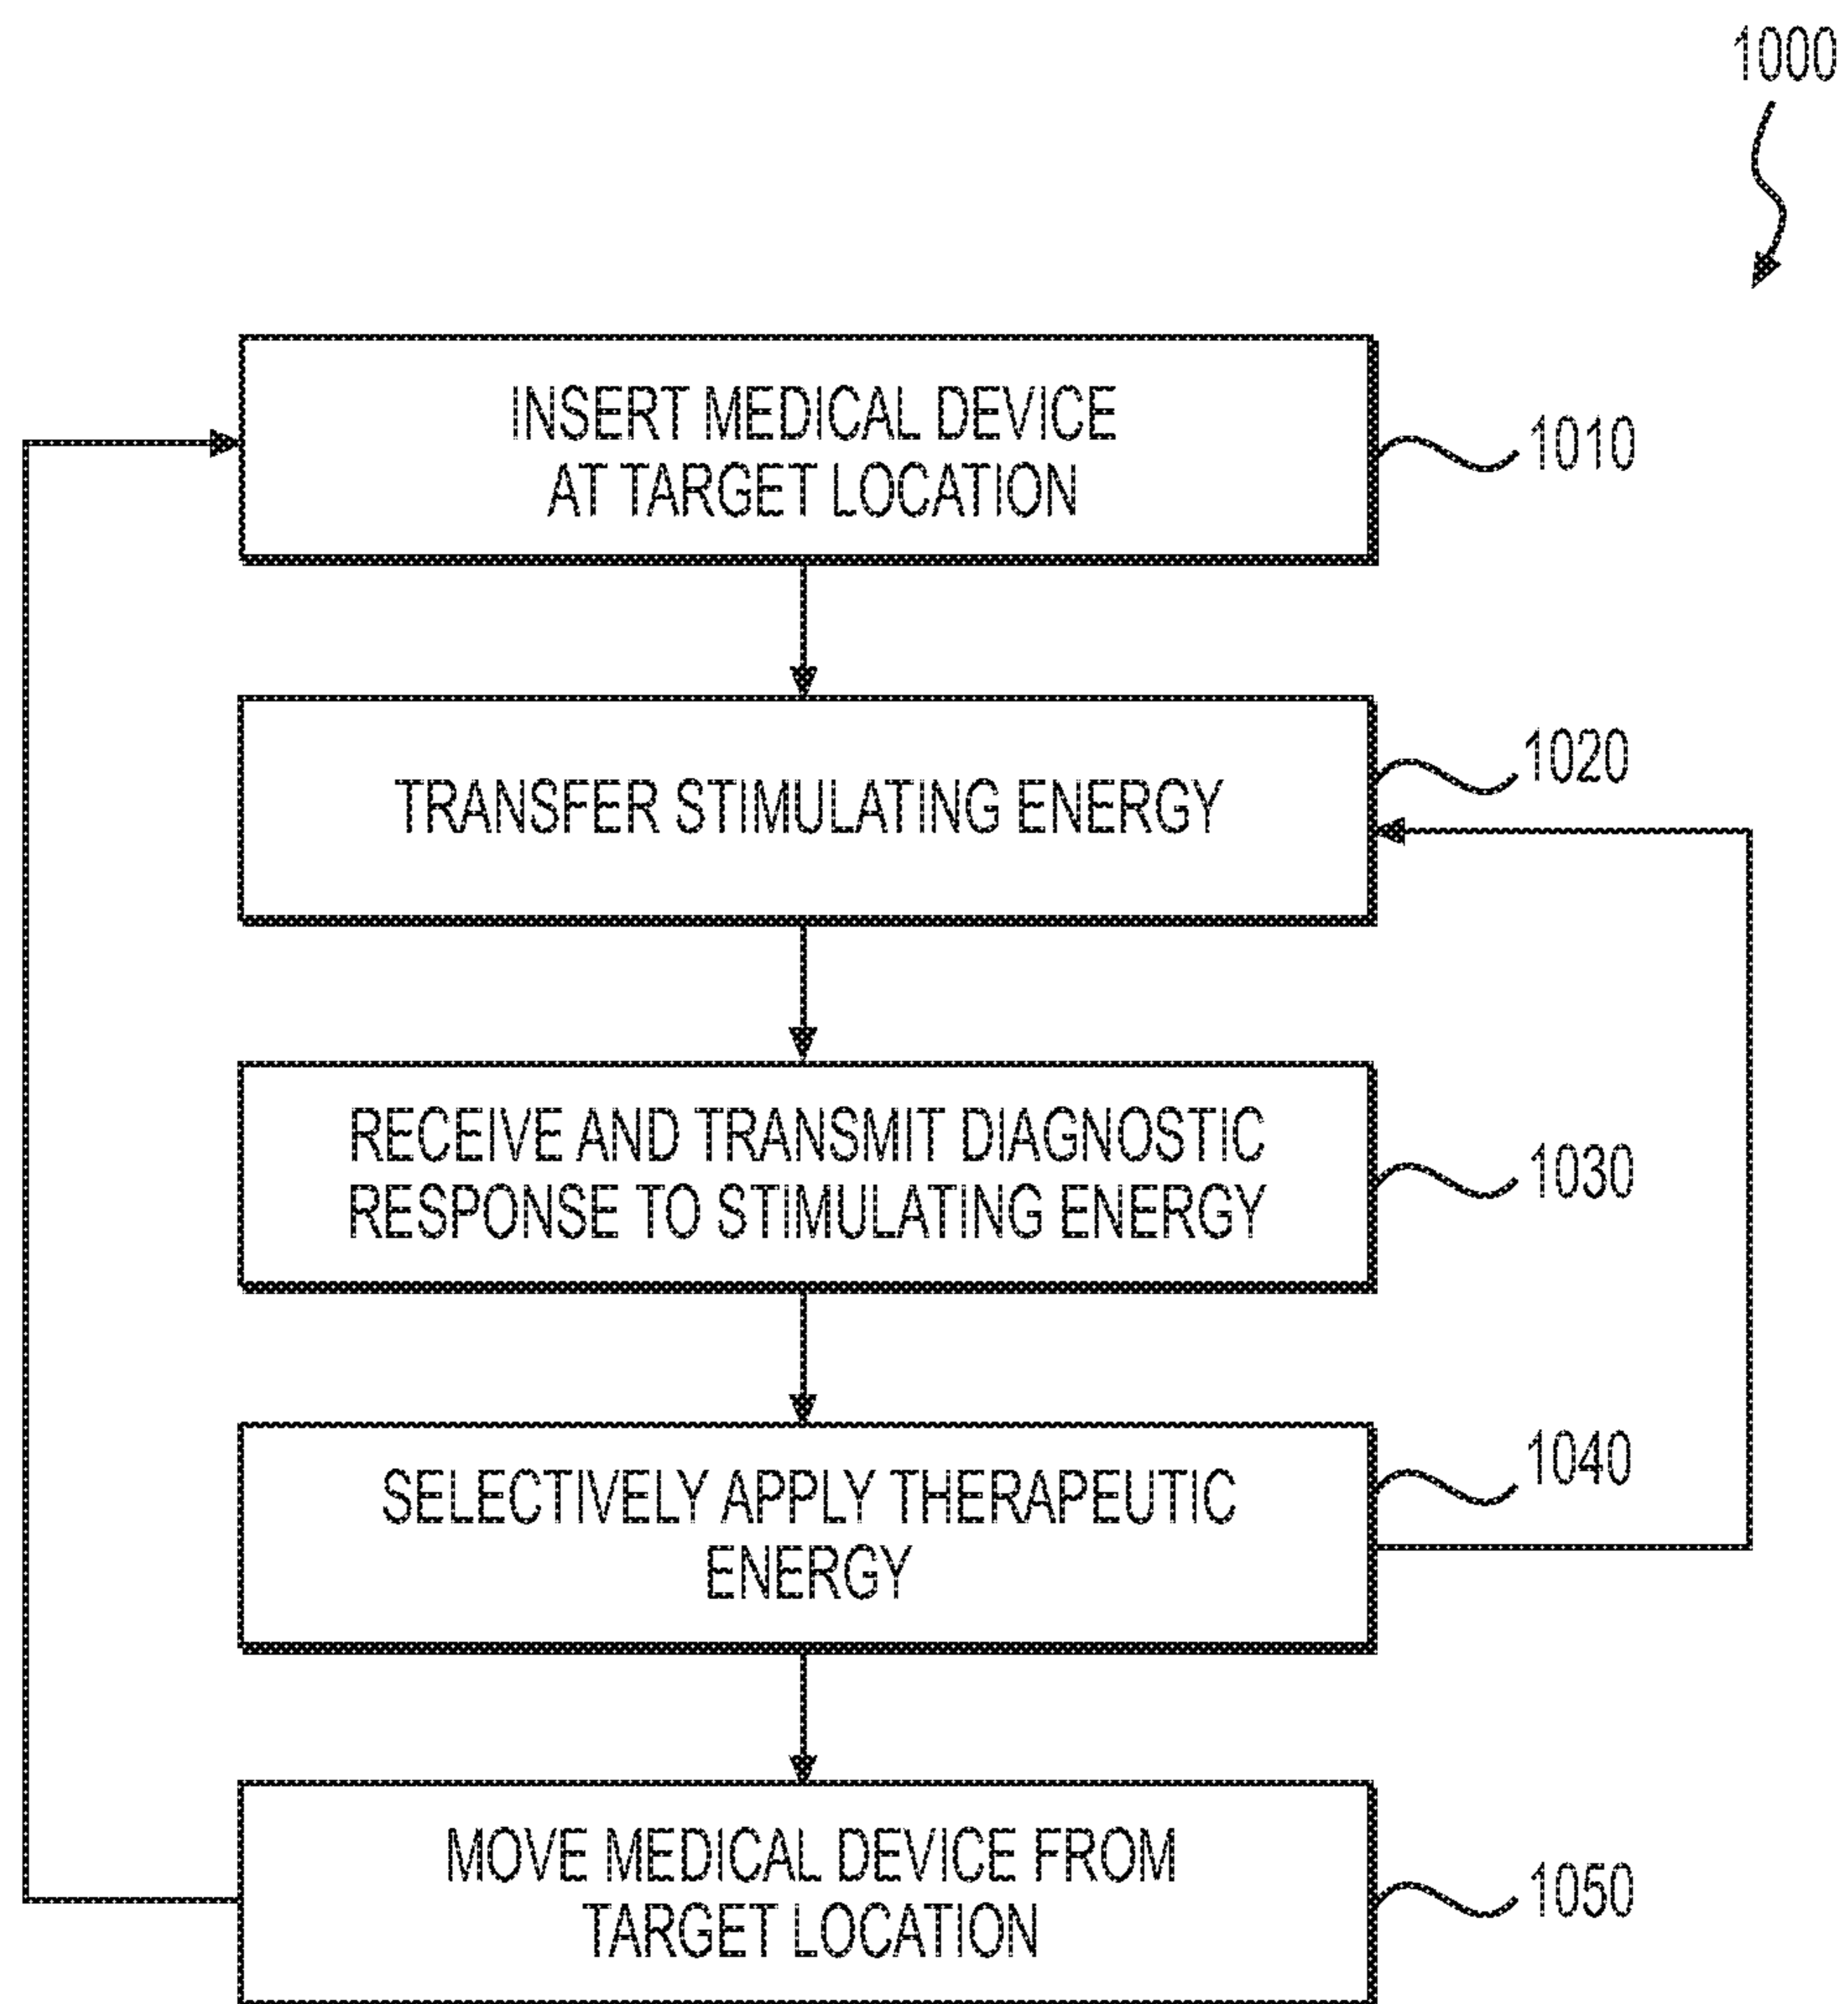 1000
INSERT MEDICAL DEVICE
AT TARGET LOCATION
1010
TRANSFER STIMULATING ENERGY
1020
RECEIVE AND TRANSMIT DIAGNOSTIC
RESPONSE TO STIMULATING ENERGY
1030
SELECTIVELY APPLY THERAPEUTIC
ENERGY
1040
MOVE MEDICAL DEVICE FROM
TARGET LOCATION
1050